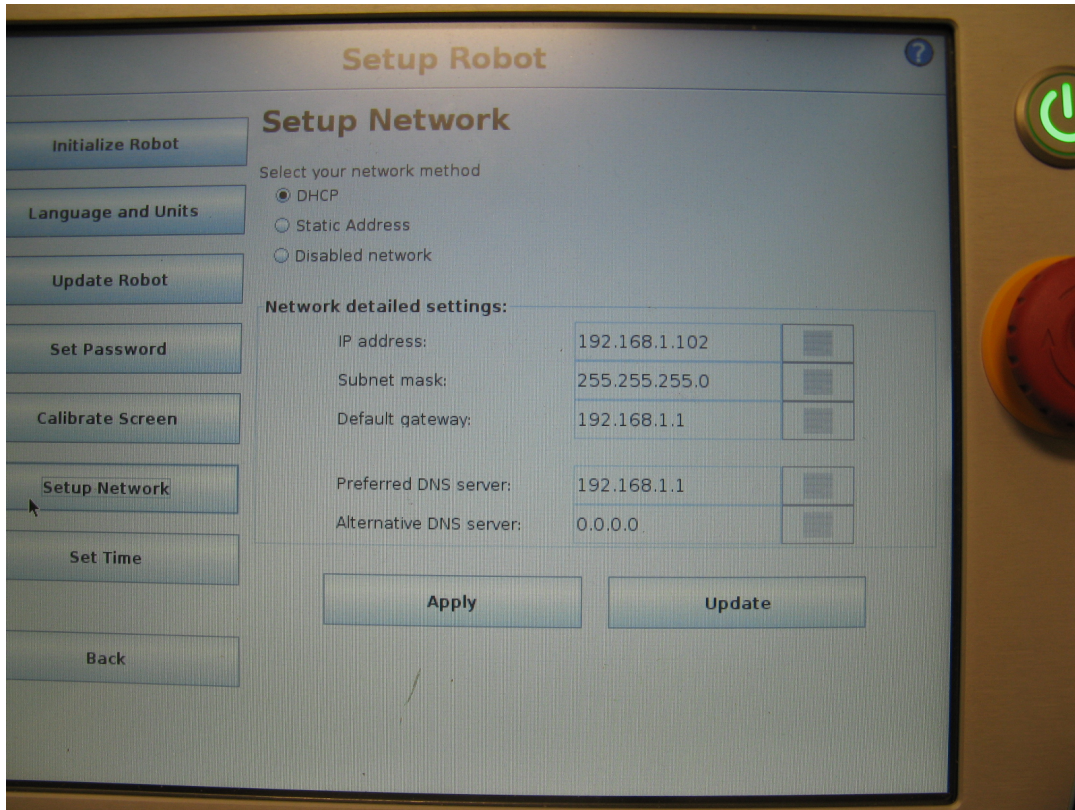 Setup Robot
?
Initialize Robot
Language and Units
Update Robot
Set Password
Calibrate Screen
Setup Network
Set Time
Back
Setup Network
Select your network method
DHCP
Static Address
Disabled network
Network detailed settings:
IP address: 192.168.1.102
Subnet mask: 255.255.255.0
Default gateway: 192.168.1.1
Preferred DNS server: 192.168.1.1
Alternative DNS server: 0.0.0.0
Apply Update